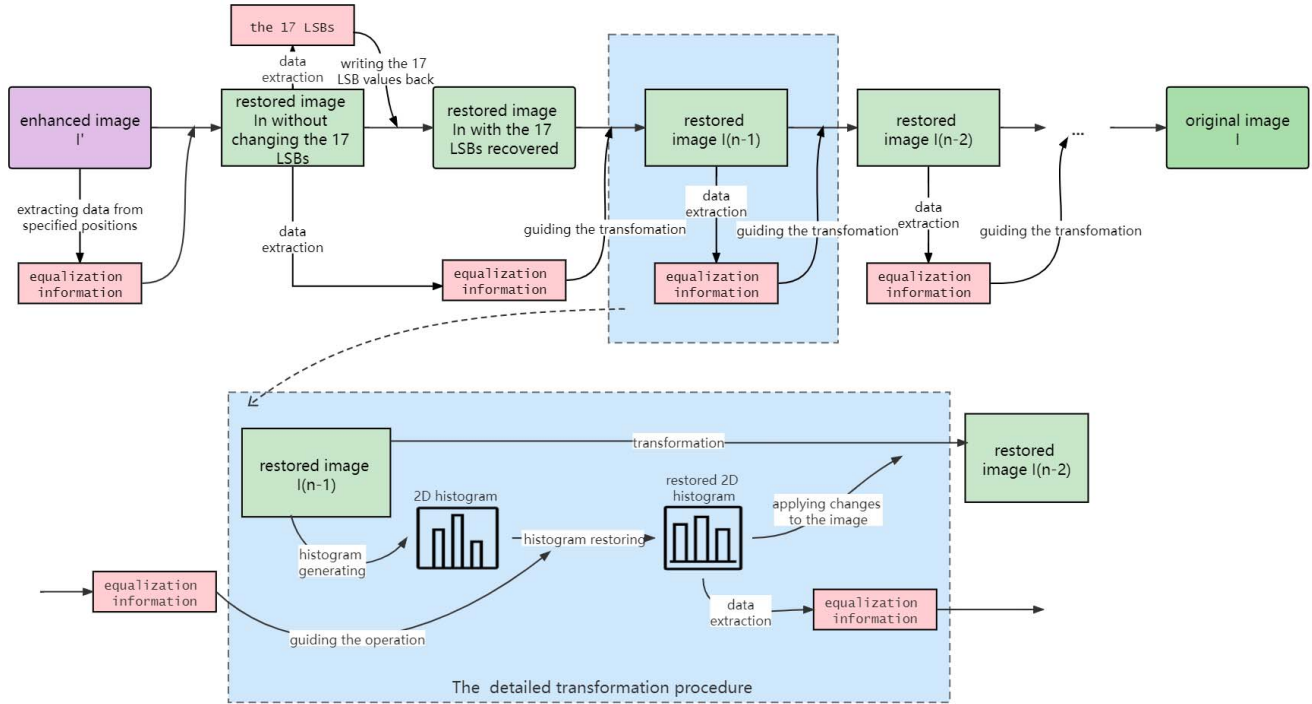 the 17 LSBs
data
extraction
writing the 17
LSB values back
enhanced image
I'
restored image
In without
changing the 17
LSBs
restored image
In with the 17
LSBs recovered
restored
image I(n-1)
restored
image I(n-2)
...
original image
I
extracting data from
specified positions
data
extraction
data
extraction
data
extraction
guiding the transfomation
guiding the transfomation
guiding the transfomation
equalization
information
equalization
information
equalization
information
equalization
information
restored image
I(n-1)
transformation
restored
image I(n-2)
2D histogram
restored 2D
histogram
applying changes
to the image
histogram
generating
histogram restoring
equalization
information
guiding the operation
data
extraction
equalization
information
The detailed transformation procedure